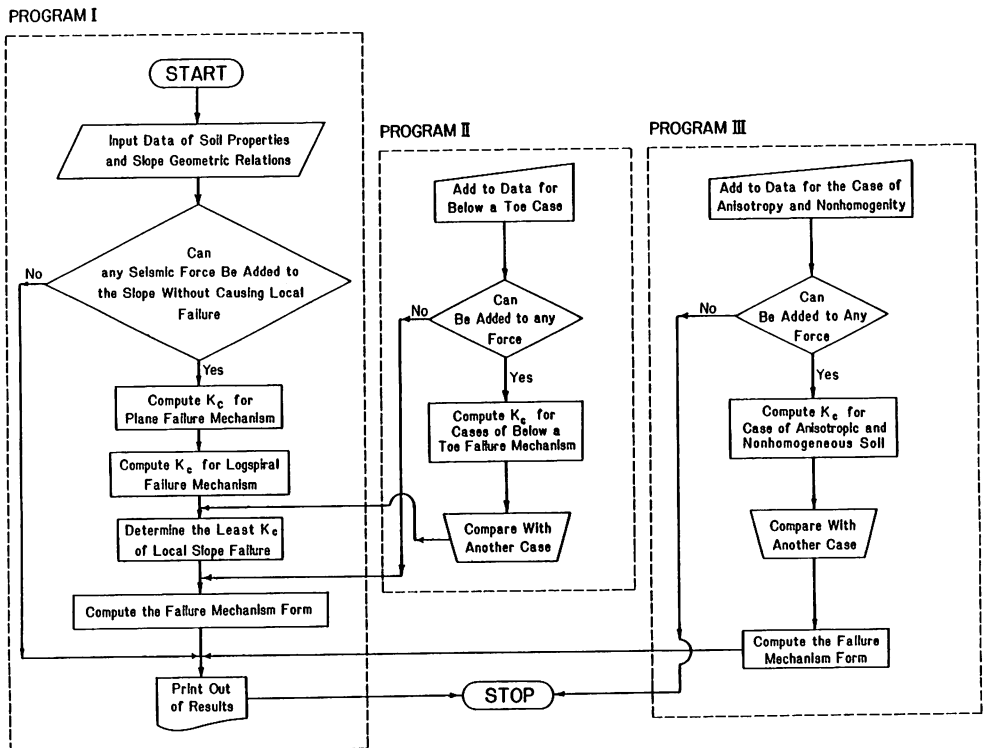 PROGRAM I
START
Input Data of Soil Properties
and Slope Geometric Relations
Can
any Seismic Force Be Added to
the Slope Without Causing Local
Failure
No
Yes
Compute Kc for
Plane Failure Mechanism
Compute Kc for Logspiral
Failure Mechanism
Determine the Least Kc
of Local Slope Failure
Compute the Failure Mechanism Form
Print Out
of Results
PROGRAM II
Add to Data for
Below a Toe Case
Can
Be Added to any
Force
No
Yes
Compute Kc for
Cases of Below a
Toe Failure Mechanism
Compare With
Another Case
STOP
PROGRAM III
Add to Data for the Case of
Anisotropy and Nonhomogenity
Can
Be Added to Any
Force
No
Yes
Compute Kc for
Case of Anisotropic and
Nonhomogeneous Soil
Compare With
Another Case
Compute the Failure
Mechanism Form